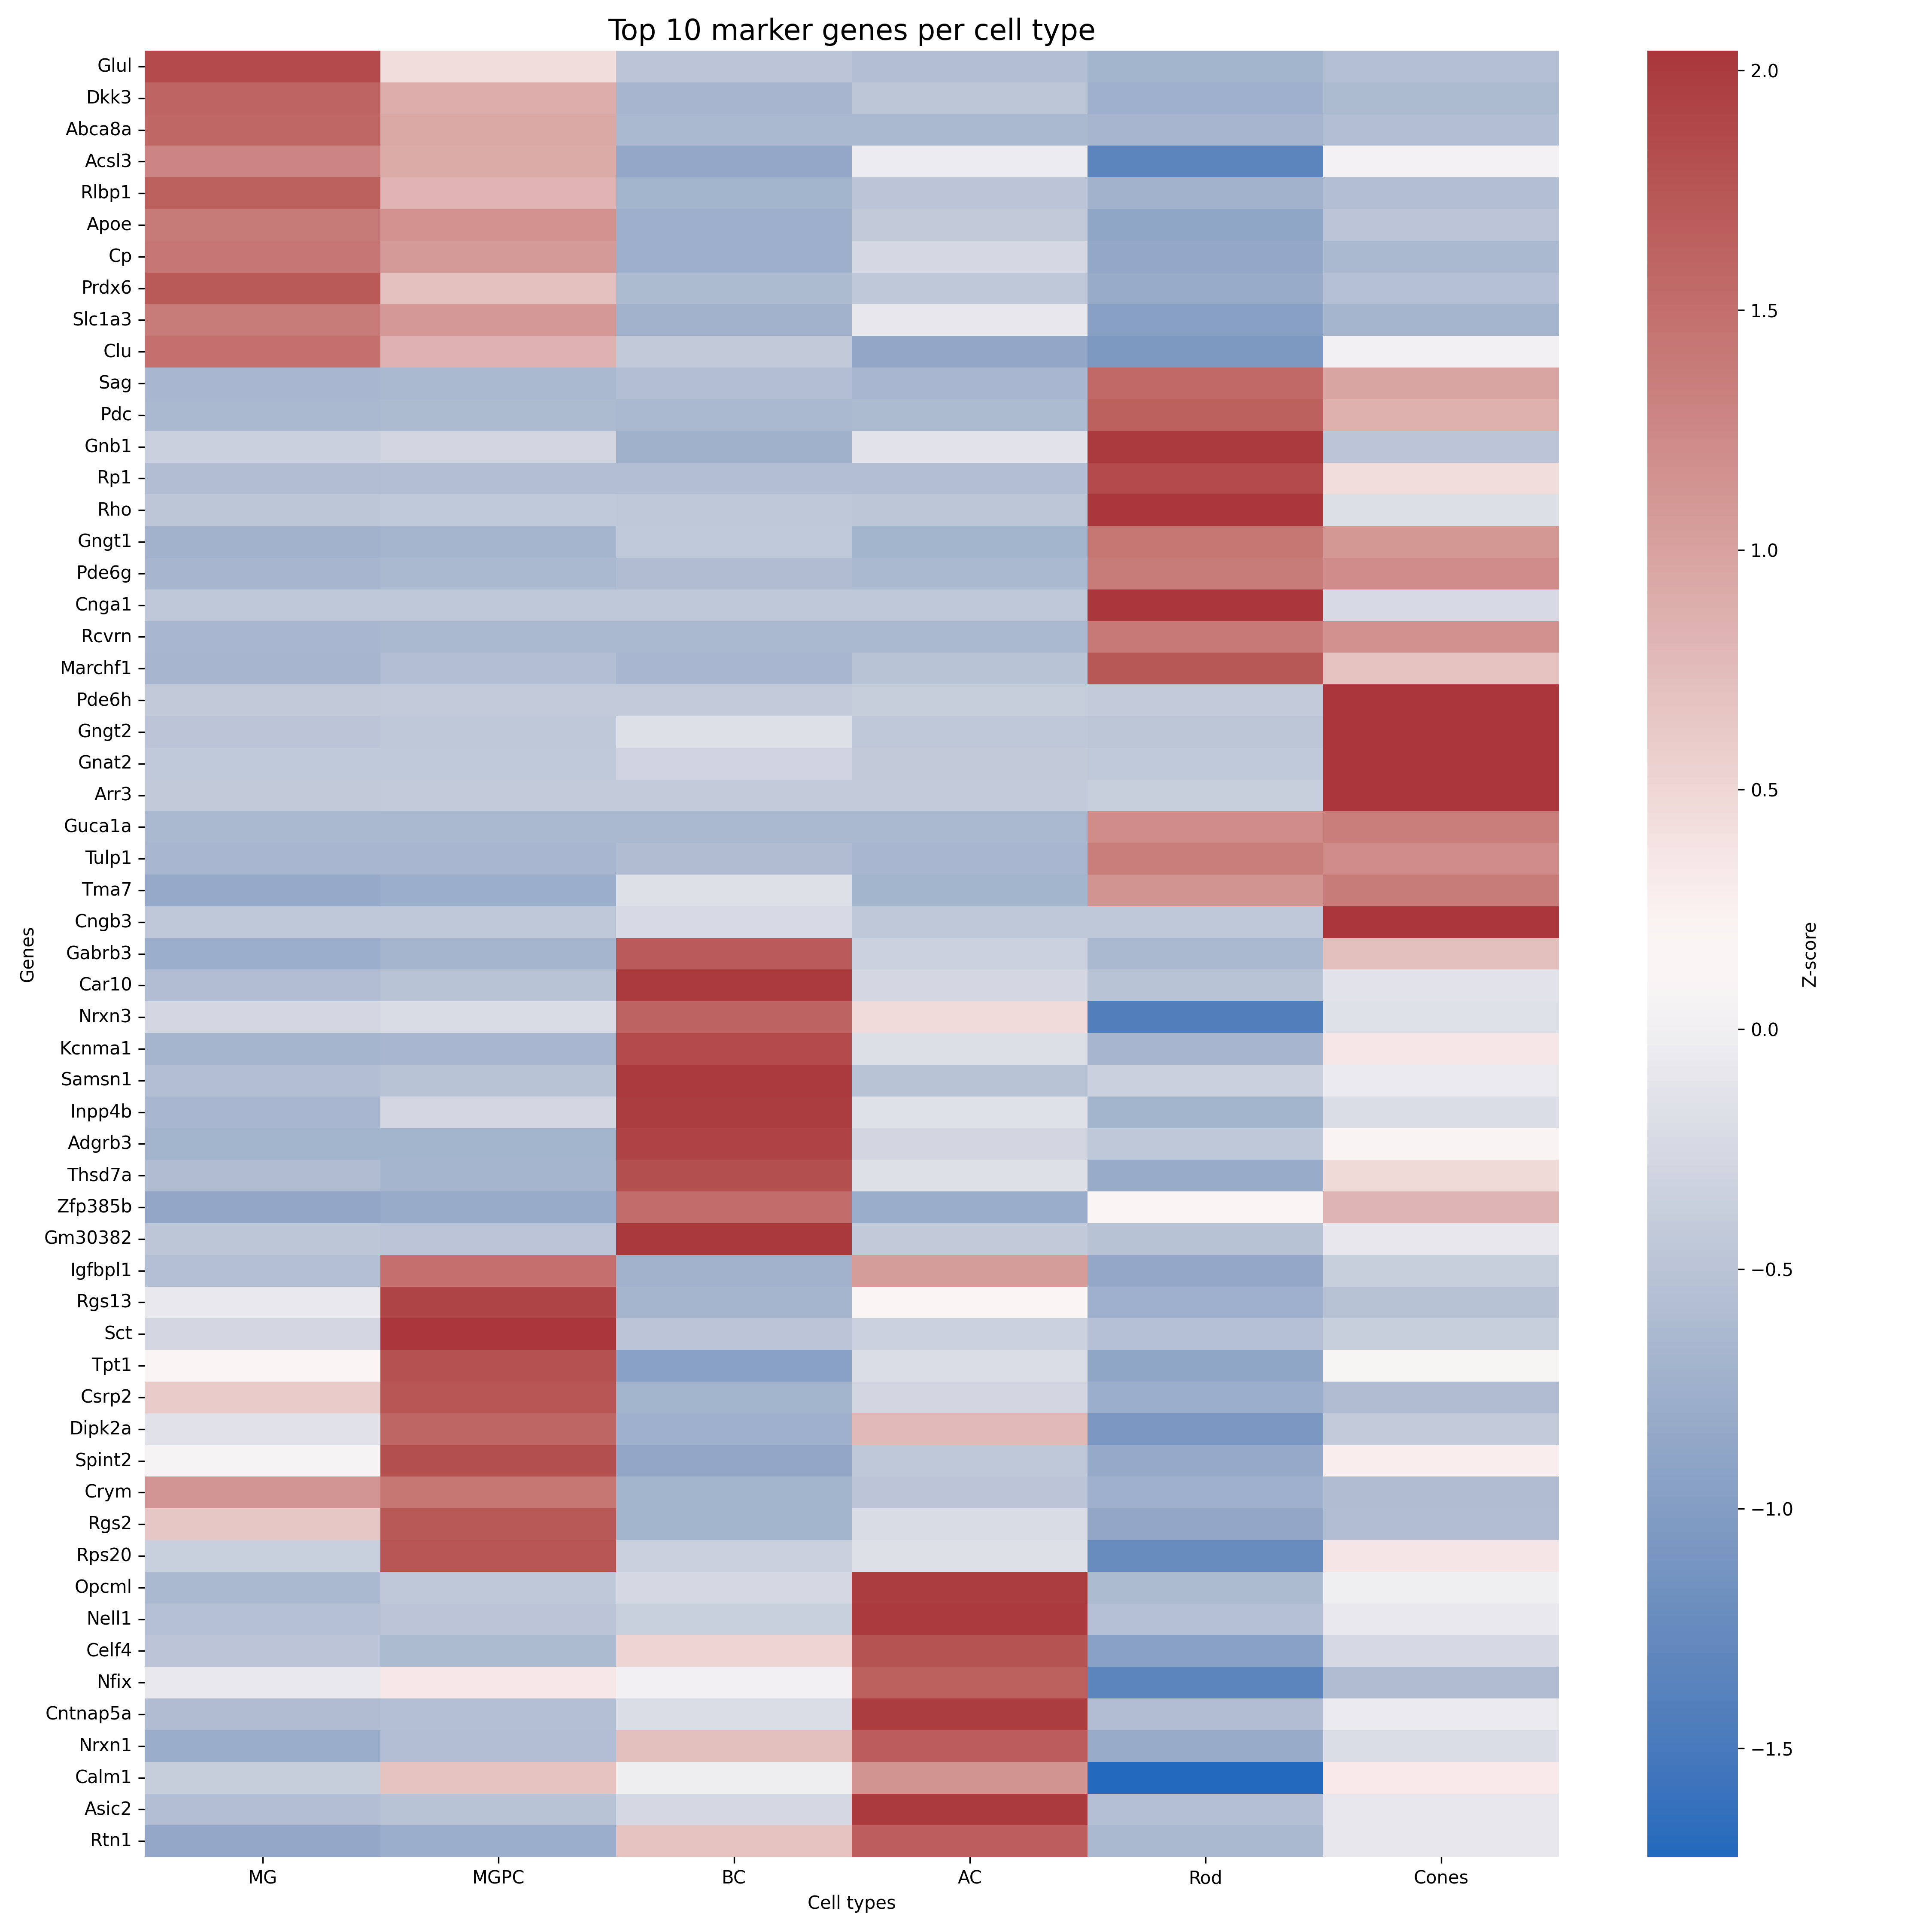 Top 10 marker genes per cell type
Genes
Glul
Dkk3
Abca8a
Acsl3
Rlbp1
Apoe
Cp
Prdx6
Slc1a3
Clu
Sag
Pdc
Gnb1
Rp1
Rho
Gngt1
Pde6g
Cnga1
Rcvrn
Marchf1
Pde6h
Gngt2
Gnat2
Arr3
Guca1a
Tulp1
Tma7
Cngb3
Gabrb3
Car10
Nrxn3
Kcnma1
Samsn1
Inpp4b
Adgrb3
Thsd7a
Zfp385b
Gm30382
Igfbpl1
Rgs13
Sct
Tpt1
Csrp2
Dipk2a
Spint2
Crym
Rgs2
Rps20
Opcml
Nell1
Celf4
Nfix
Cntnap5a
Nrxn1
Calm1
Asic2
Rtn1
MG MGPC BC AC Rod Cones
Cell types
2.0
1.5
1.0
0.5
0.0
−0.5
−1.0
−1.5
Z-score